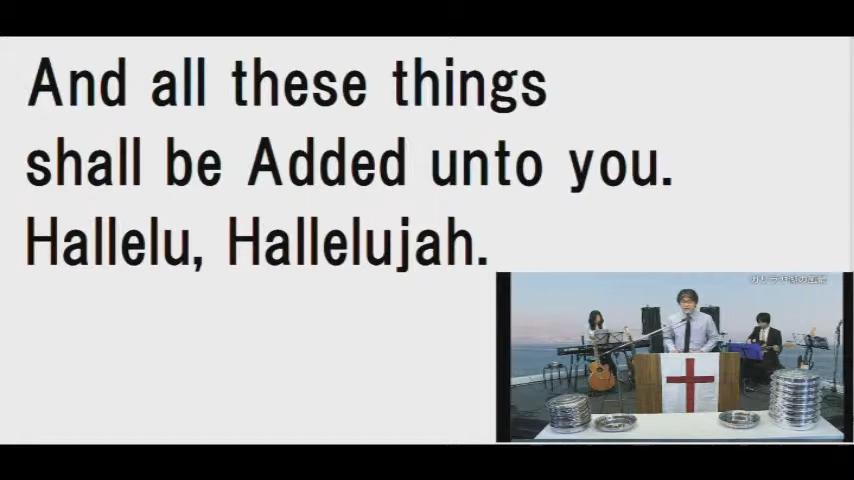 And all these things
shall be Added unto you.
Hallelu, Hallelujah.